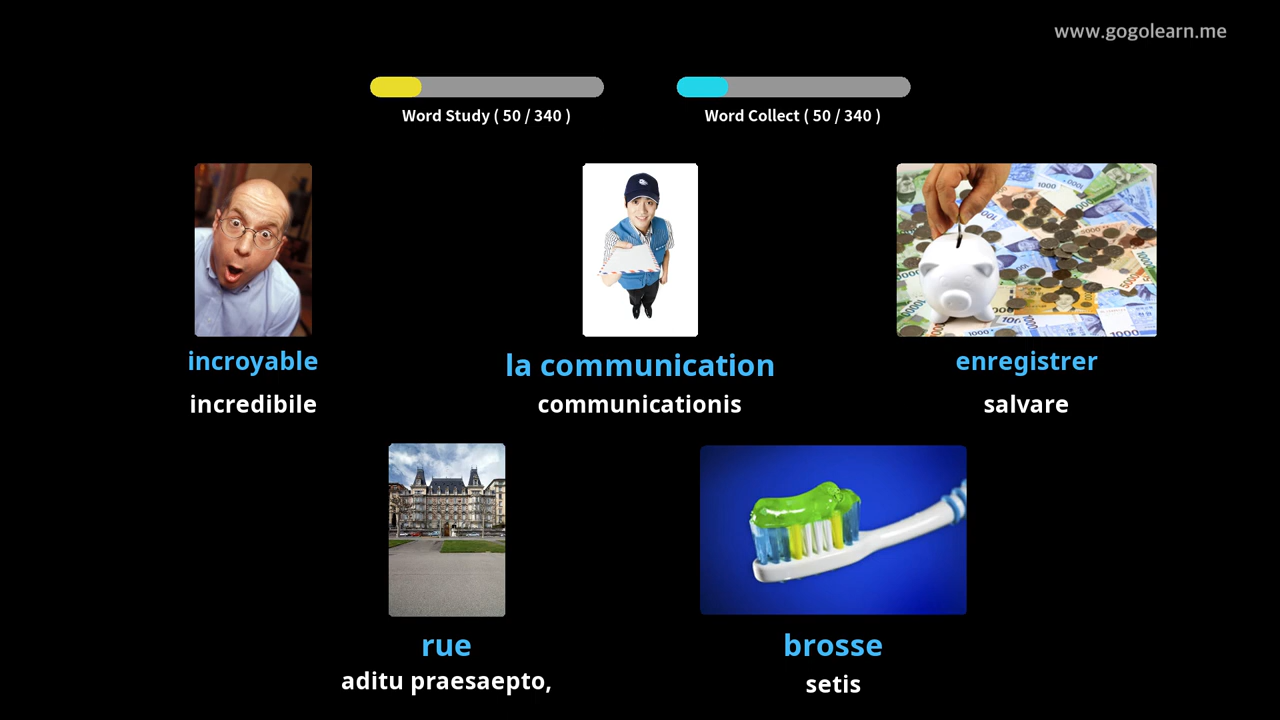 www.gogolearn.me
Word Study ( 50 / 340 )
Word Collect ( 50 / 340 )
incroyable
incredibile
la communication
communicationis
enregistrer
salvare
rue
aditu praesaepto,
brosse
setis